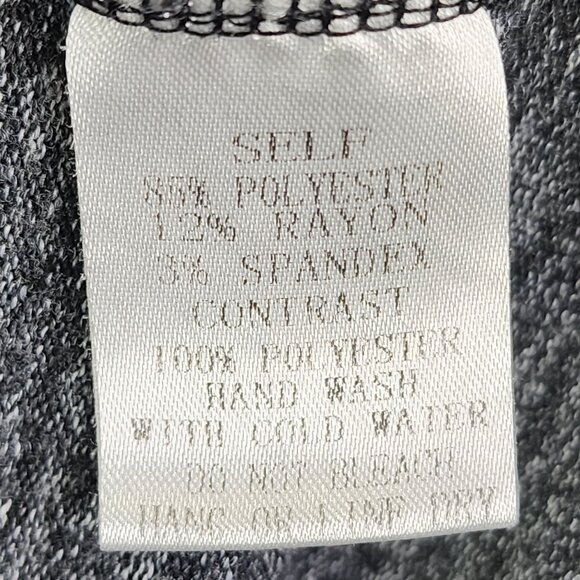 SELF
85% POLYESTER
12% RAYON
3% SPANDEX
CONTRAST
100% POLYESTER
HAND WASH
WITH COLD WATER
DO NOT BLEACH
HANG OR LINE DRY